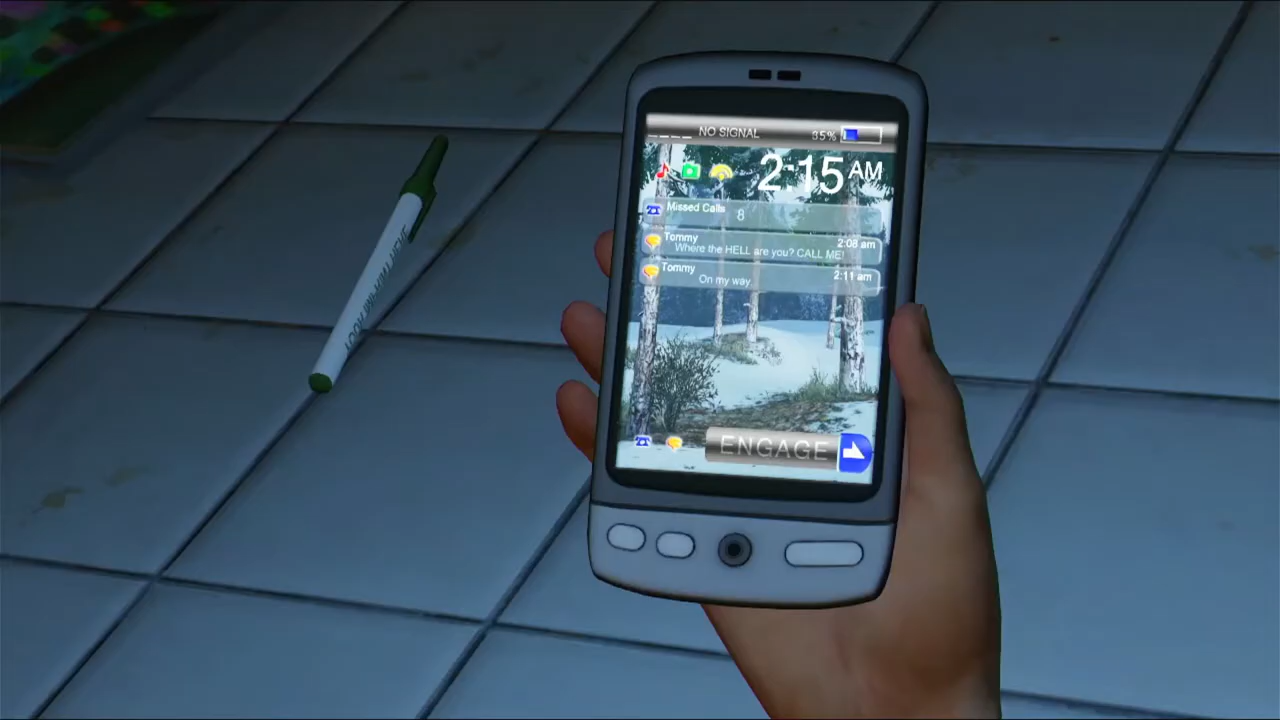 NO SIGNAL 35%
2:15 AM
Missed Calls
8
Tommy 2:08 am
Where the HELL are you? CALL ME!
Tommy 2:11 am
On my way.
ENGAGE